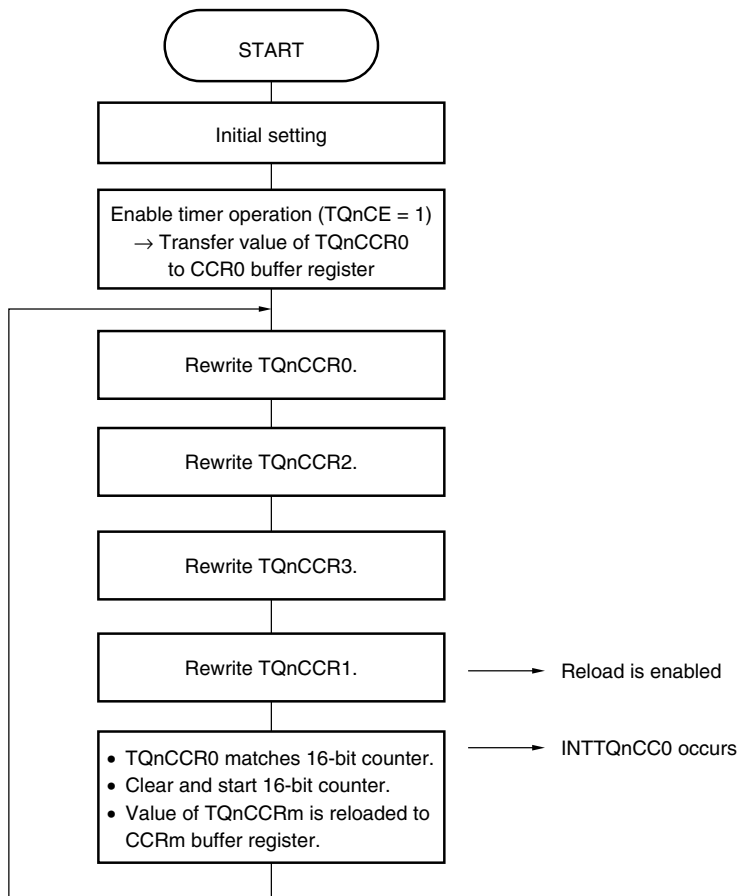 START
Initial setting
Enable timer operation (TQnCE = 1)
→ Transfer value of TQnCCR0
to CCR0 buffer register
Rewrite TQnCCR0.
Rewrite TQnCCR2.
Rewrite TQnCCR3.
Rewrite TQnCCR1.
Reload is enabled
• TQnCCR0 matches 16-bit counter.
• Clear and start 16-bit counter.
• Value of TQnCCRm is reloaded to
CCRm buffer register.
INTTQnCC0 occurs